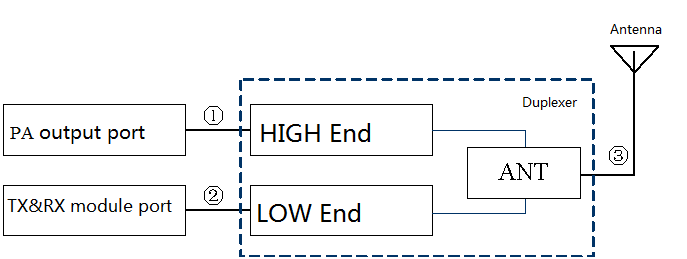 Antenna
Duplexer
PA output port
①
HIGH End
ANT
③
TX&RX module port
②
LOW End